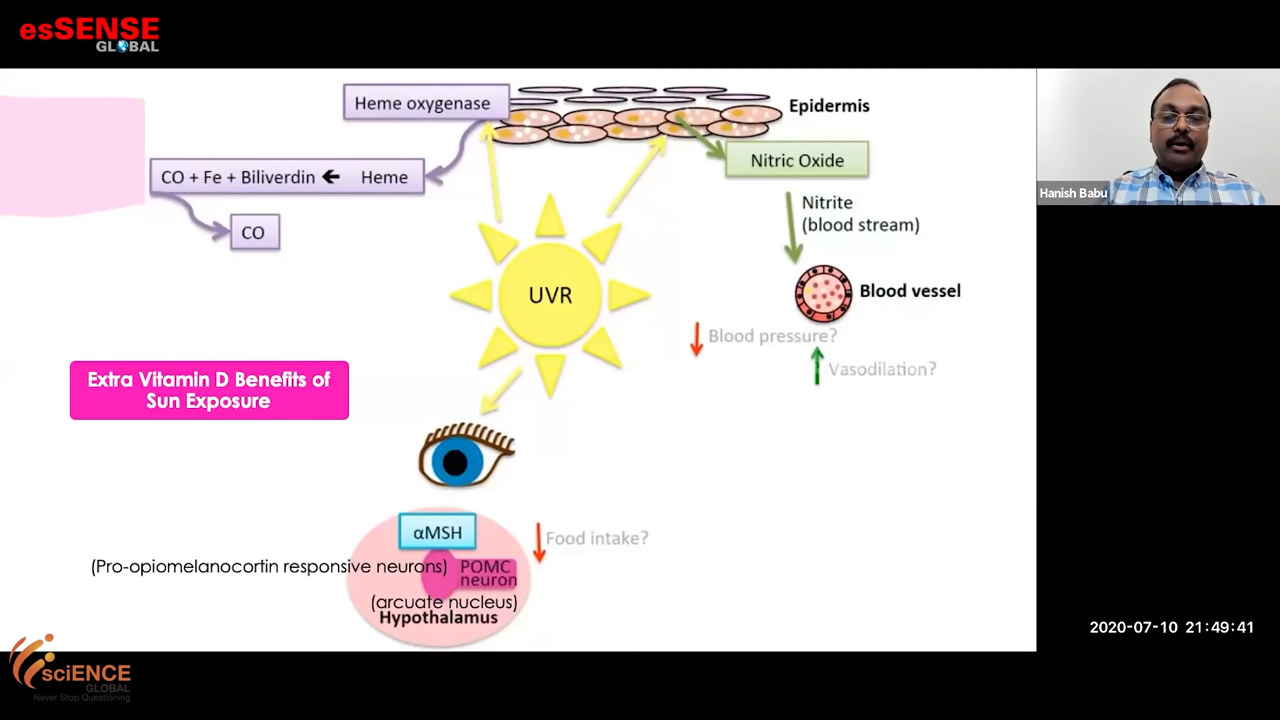 esSENSE
GLOBAL
Heme oxygenase
Epidermis
CO + Fe + Biliverdin ← Heme
Nitric Oxide
CO
Nitrite
(blood stream)
UVR
Blood vessel
Blood pressure?
Vasodilation?
Extra Vitamin D Benefits of
Sun Exposure
αMSH
Food intake?
(Pro-opiomelanocortin responsive neurons)
POMC
neuron
(arcuate nucleus)
Hypothalamus
Hanish Babu
2020-07-10 21:49:41
sciENCE
GLOBAL
Never Stop Questioning